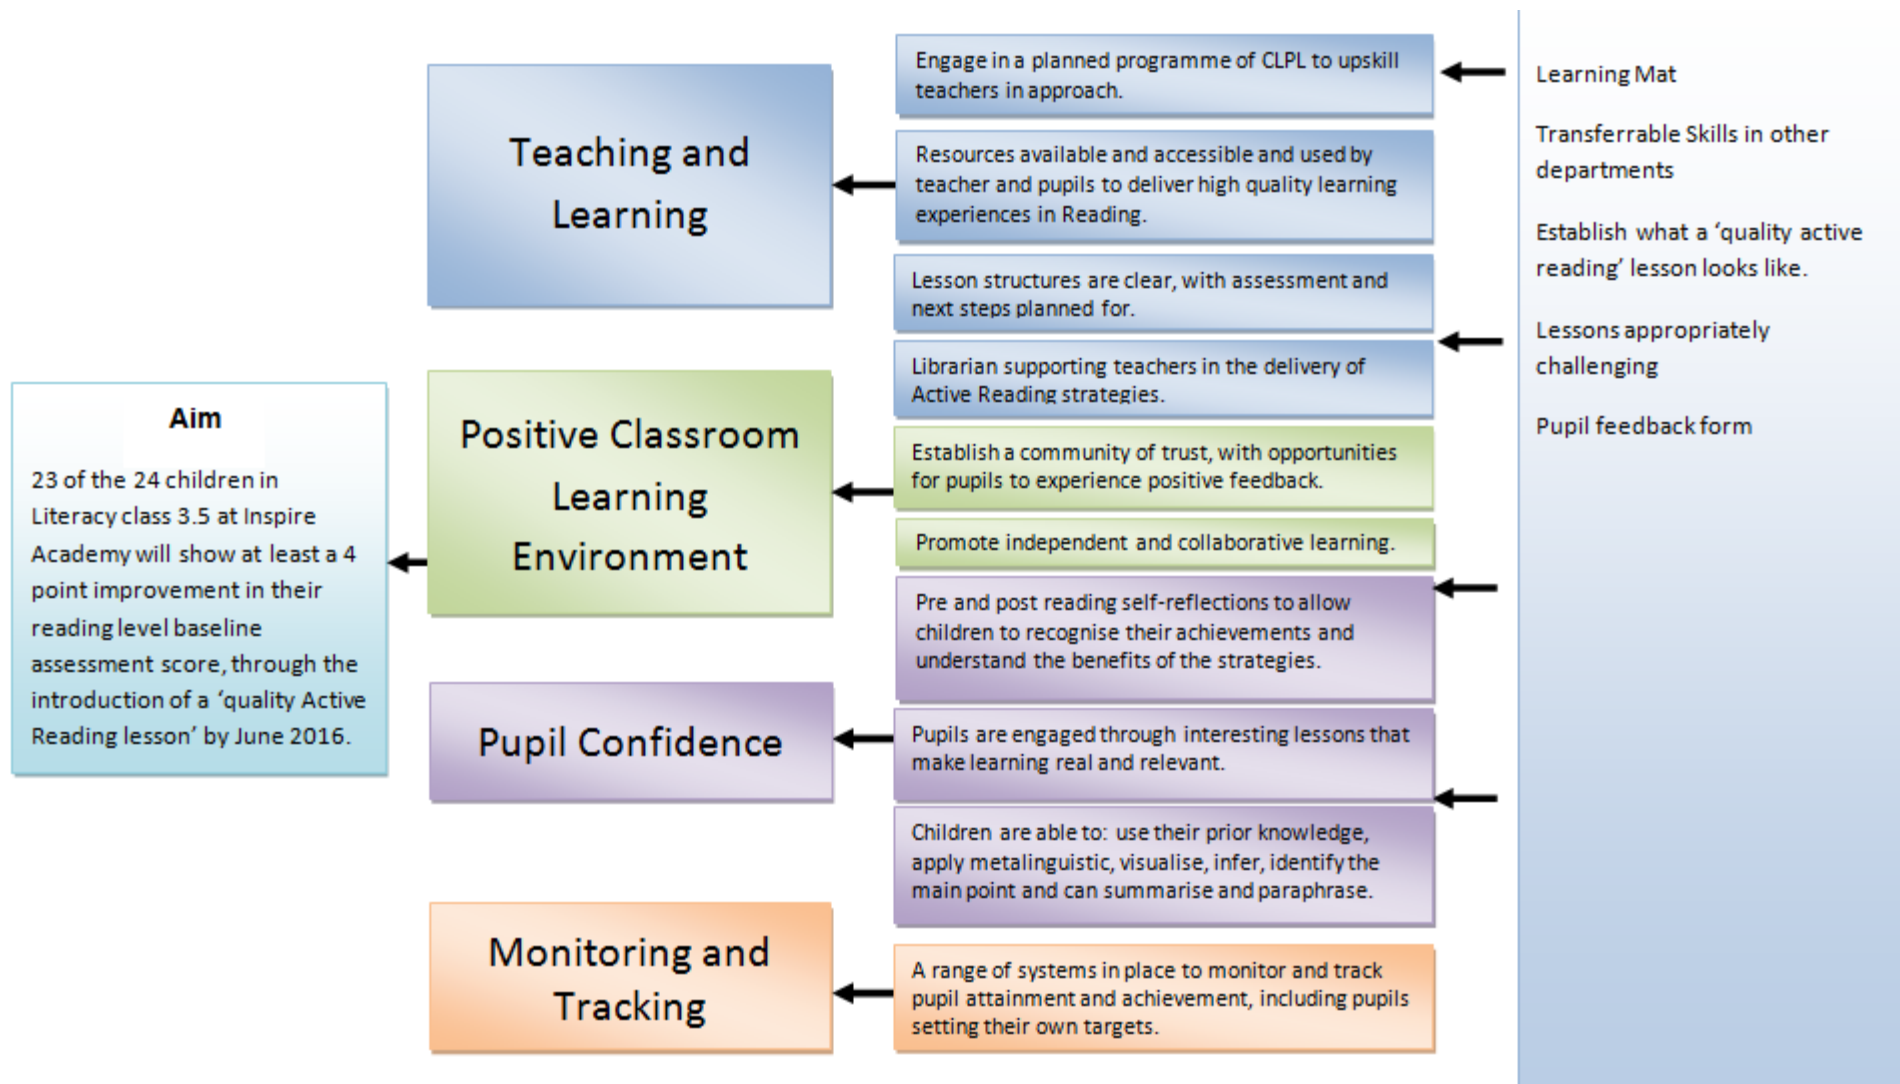 Aim
23 of the 24 children in
Literacy class 3.5 at Inspire
Academy will show at least a 4
point improvement in their
reading level baseline
assessment score, through the
introduction of a ‘quality Active
Reading lesson’ by June 2016.
Teaching and
Learning
Positive Classroom
Learning
Environment
Pupil Confidence
Monitoring and
Tracking
Engage in a planned programme of CLPL to upskill
teachers in approach.
Resources available and accessible and used by
teacher and pupils to deliver high quality learning
experiences in Reading.
Lesson structures are clear, with assessment and
next steps planned for.
Librarian supporting teachers in the delivery of
Active Reading strategies.
Establish a community of trust, with opportunities
for pupils to experience positive feedback.
Promote independent and collaborative learning.
Pre and post reading self-reflections to allow
children to recognise their achievements and
understand the benefits of the strategies.
Pupils are engaged through interesting lessons that
make learning real and relevant.
Children are able to: use their prior knowledge,
apply metalinguistic, visualise, infer, identify the
main point and can summarise and paraphrase.
A range of systems in place to monitor and track
pupil attainment and achievement, including pupils
setting their own targets.
Learning Mat
Transferrable Skills in other
departments
Establish what a ‘quality active
reading’ lesson looks like.
Lessons appropriately
challenging
Pupil feedback form